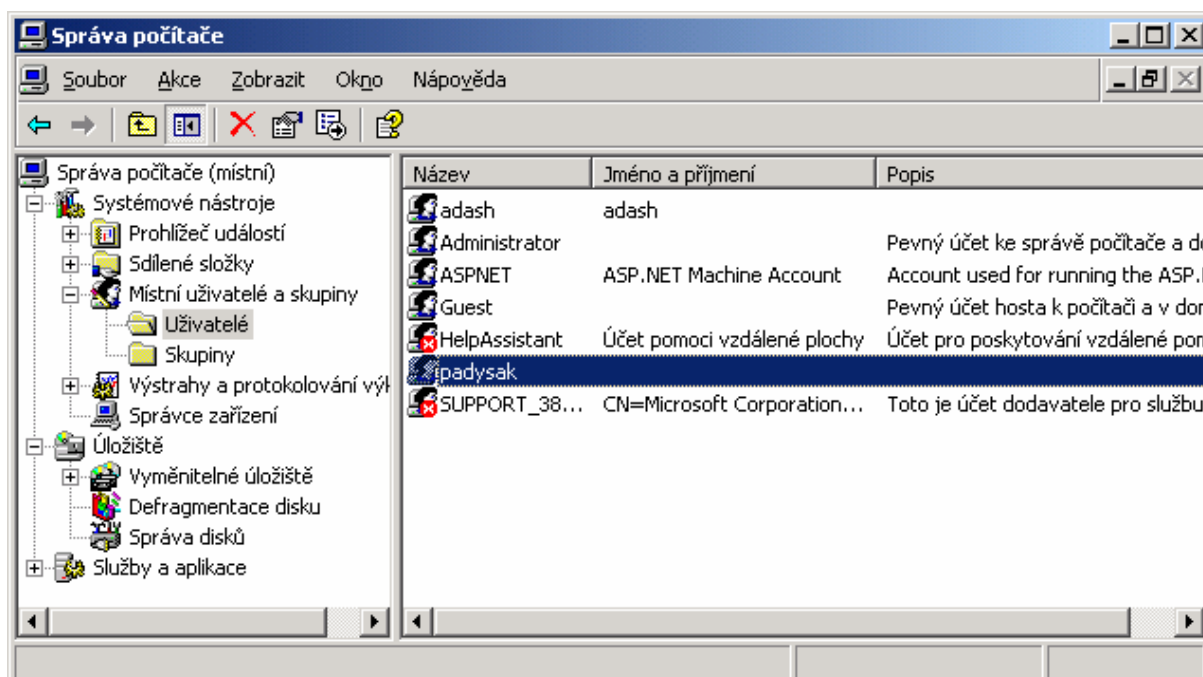 Správa počítače
Soubor Akce Zobrazit Okno Nápověda
Správa počítače (místní)
Systémové nástroje
Prohlížeč událostí
Sdílené složky
Místní uživatelé a skupiny
Uživatelé
Skupiny
Výstrahy a protokolování
Správce zařízení
Úložiště
Vyměnitelné úložiště
Defragmentace disku
Správa disků
Služby a aplikace
Název Jméno a příjmení Popis
adash adash
Administrator Pevný účet ke správě počítače a
ASPNET ASP.NET Machine Account Account used for running the ASP.
Guest Pevný účet hosta k počítači a v
HelpAssistant Účet pomoci vzdálené plochy Účet pro poskytování vzdálené
padysak
SUPPORT_38... CN=Microsoft Corporation... Toto je účet dodavatele pro službu